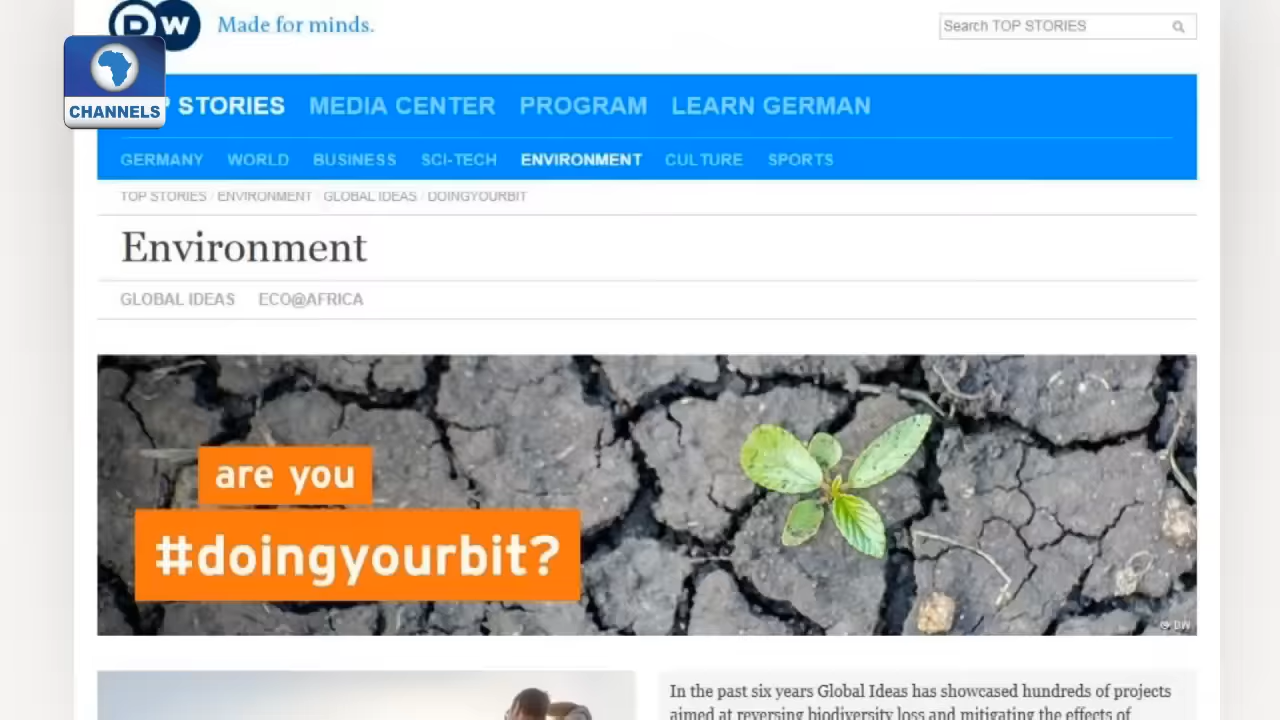 DW Made for minds.
Search TOP STORIES
CHANNELS
STORIES MEDIA CENTER PROGRAM LEARN GERMAN
GERMANY WORLD BUSINESS SCI-TECH ENVIRONMENT CULTURE SPORTS
TOP STORIES / ENVIRONMENT GLOBAL IDEAS / DOINGYOURBIT
Environment
GLOBAL IDEAS ECO@AFRICA
are you
#doingyourbit?
© DW
In the past six years Global Ideas has showcased hundreds of projects
aimed at reversing biodiversity loss and mitigating the effects of